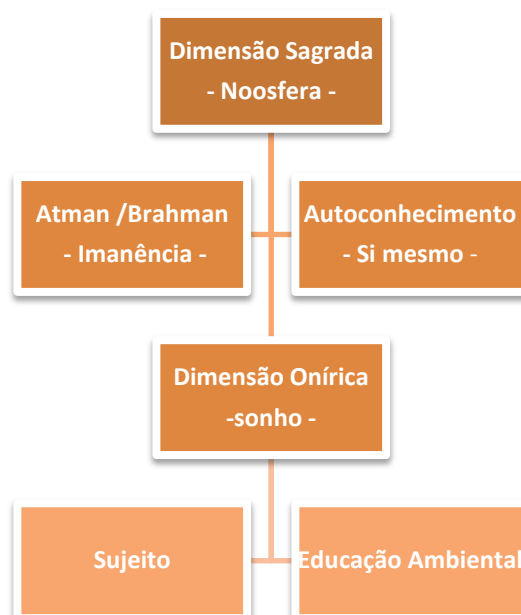 Dimensão Sagrada
- Noosfera -
Atman /Brahman
- Imanência -
Autoconhecimento
- Si mesmo -
Dimensão Onírica
-sonho -
Sujeito
Educação Ambiental